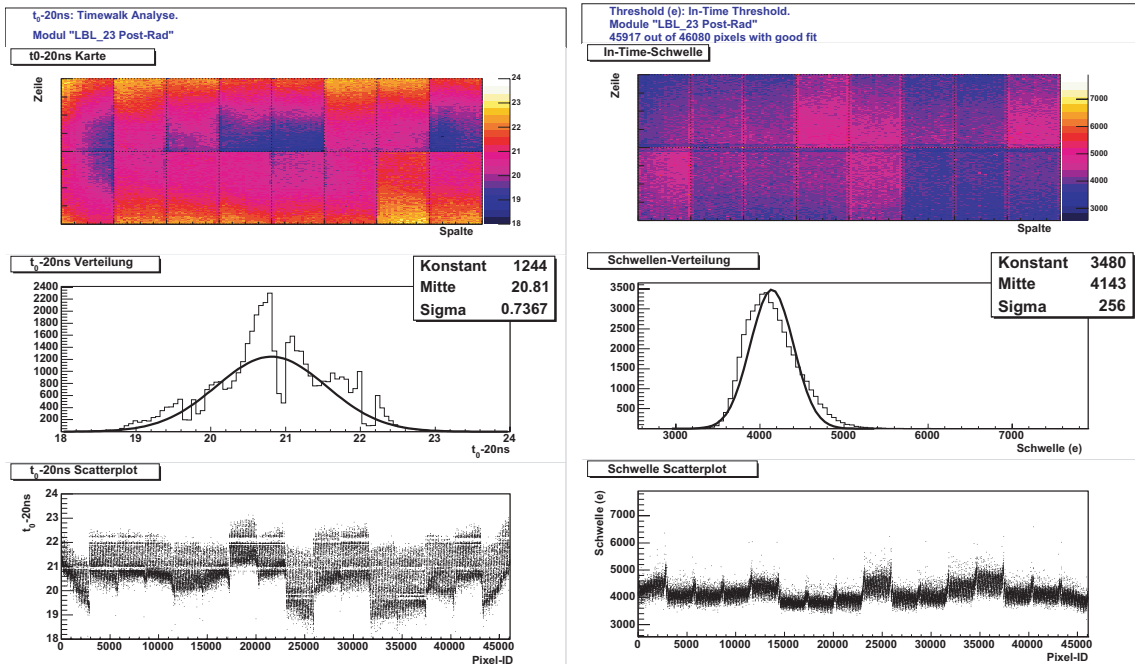 t0-20ns: Timewalk Analyse.
Modul "LBL_23 Post-Rad"
t0-20ns Karte
Zeile
24
23
22
21
20
19
18
Spalte
t0-20ns Verteilung
Konstant 1244
Mitte 20.81
Sigma 0.7367
2400
2200
2000
1800
1600
1400
1200
1000
800
600
400
200
18 19 20 21 22 23 24
t0-20ns
t0-20ns Scatterplot
t0-20ns
24
23
22
21
20
19
18
0 5000 10000 15000 20000 25000 30000 35000 40000 45000
Pixel-ID
Threshold (e): In-Time Threshold.
Module "LBL_23 Post-Rad"
45917 out of 46080 pixels with good fit
In-Time-Schwelle
Zeile
7000
6000
5000
4000
3000
Spalte
Schwellen-Verteilung
Konstant 3480
Mitte 4143
Sigma 256
3500
3000
2500
2000
1500
1000
500
3000 4000 5000 6000 7000
Schwelle (e)
Schwelle Scatterplot
Schwelle (e)
7000
6000
5000
4000
3000
0 5000 10000 15000 20000 25000 30000 35000 40000 45000
Pixel-ID